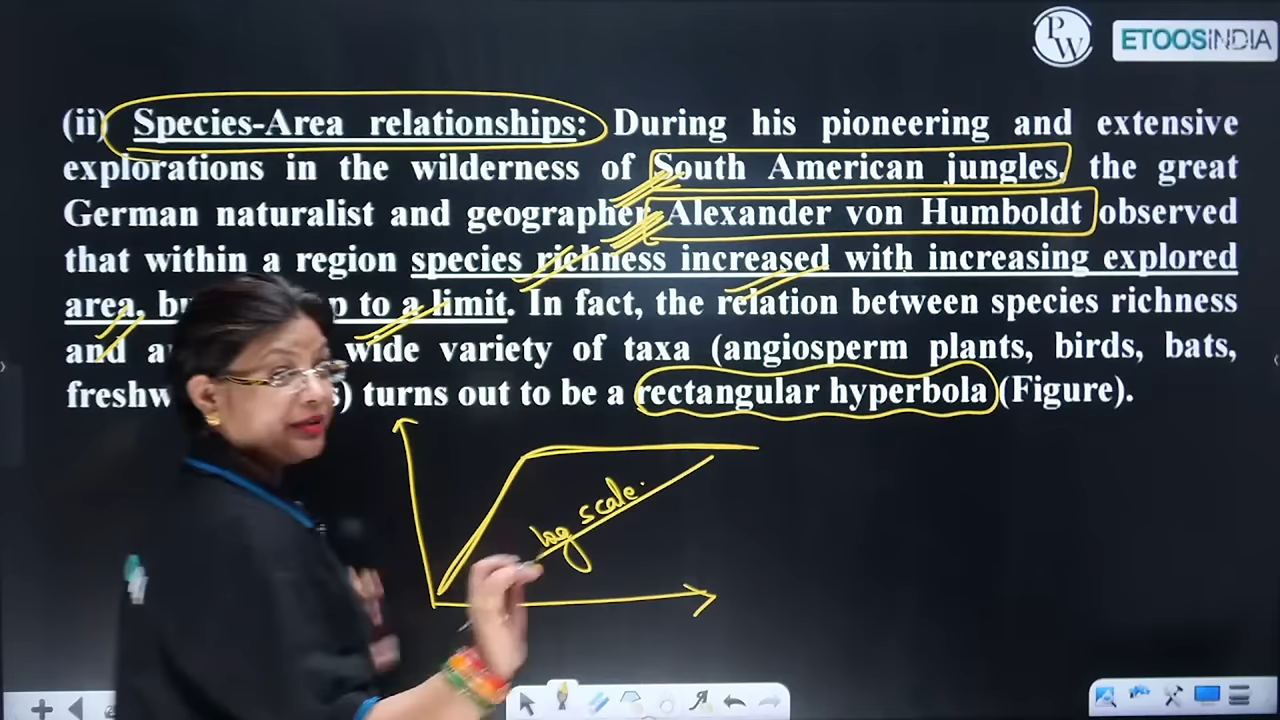 PW
ETOOSINDIA
(ii) Species-Area relationships: During his pioneering and extensive
explorations in the wilderness of South American jungles, the great
German naturalist and geographer Alexander von Humboldt observed
that within a region species richness increased with increasing explored
area, up to a limit. In fact, the relation between species richness
and wide variety of taxa (angiosperm plants, birds, bats,
turns out to be a rectangular hyperbola (Figure).
log scale.